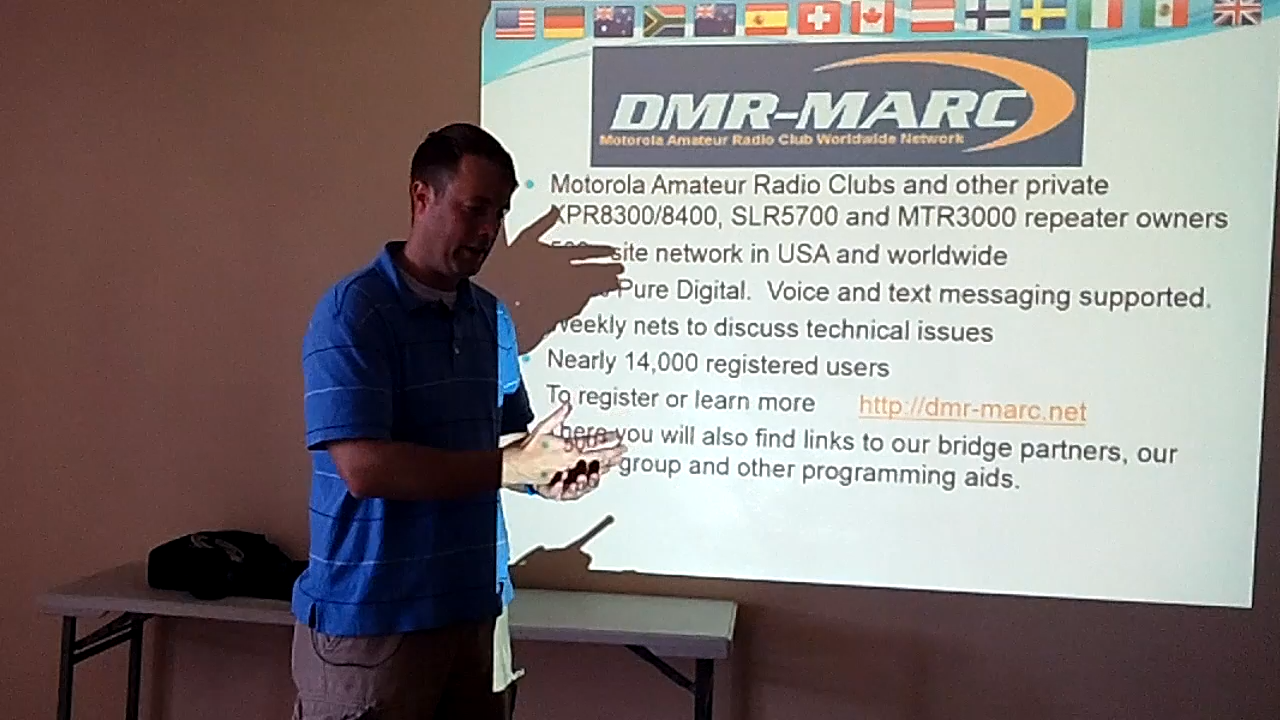 DMR-MARC
Motorola Amateur Radio Club Worldwide Network
Motorola Amateur Radio Clubs and other private
XPR8300/8400, SLR5700 and MTR3000 repeater owners
site network in USA and worldwide
Pure Digital. Voice and text messaging supported.
Weekly nets to discuss technical issues
Nearly 14,000 registered users
To register or learn more http://dmr-marc.net
you will also find links to our bridge partners, our
group and other programming aids.